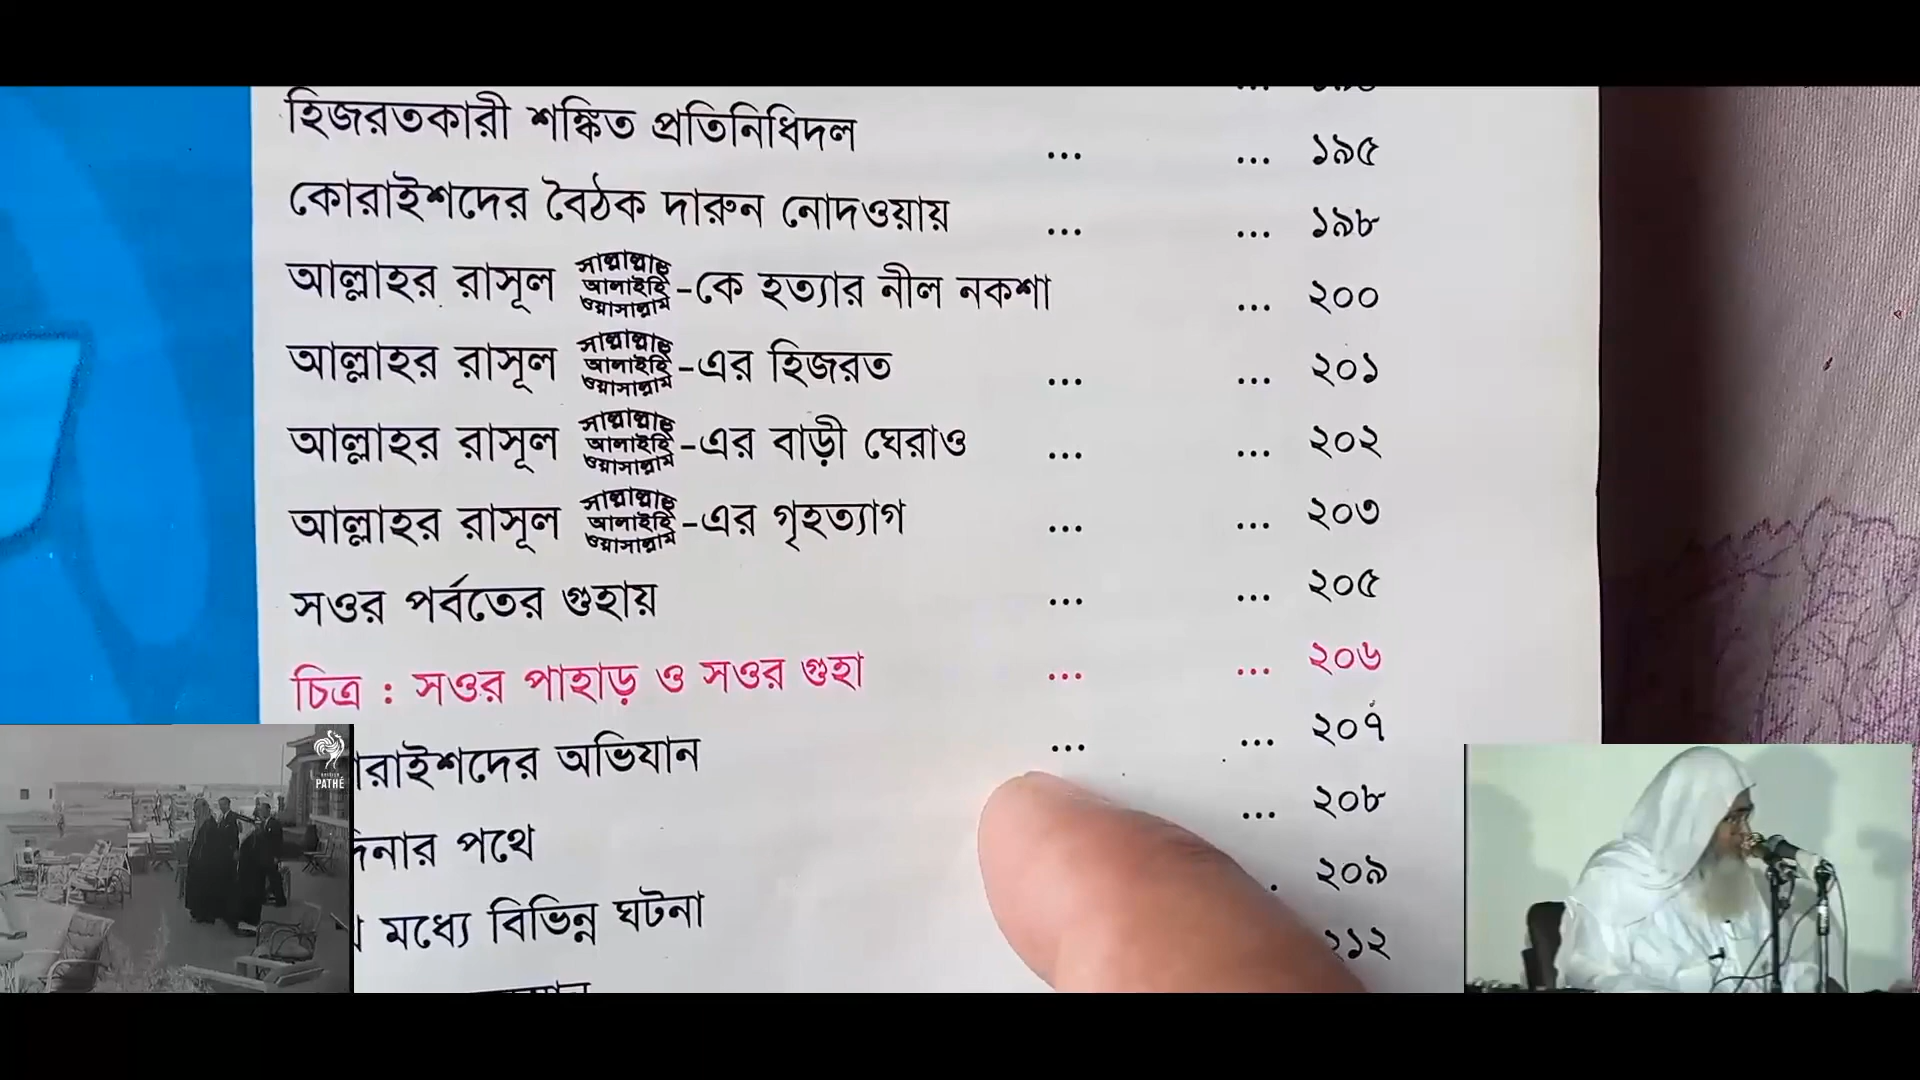 হিজরতকারী শঙ্কিত প্রতিনিধিদল ... ... ১৯৫
কোরাইশদের বৈঠক দারুন নোদওয়ায় ... ... ১৯৮
আল্লাহর রাসূল সাল্লাল্লাহু আলাইহি ওয়াসাল্লাম-কে হত্যার নীল নকশা ... ২০০
আল্লাহর রাসূল সাল্লাল্লাহু আলাইহি ওয়াসাল্লাম-এর হিজরত ... ... ২০১
আল্লাহর রাসূল সাল্লাল্লাহু আলাইহি ওয়াসাল্লাম-এর বাড়ী ঘেরাও ... ... ২০২
আল্লাহর রাসূল সাল্লাল্লাহু আলাইহি ওয়াসাল্লাম-এর গৃহত্যাগ ... ... ২০৩
সওর পর্বতের গুহায় ... ... ২০৫
চিত্র : সওর পাহাড় ও সওর গুহা ... ... ২০৬
রাইশদের অভিযান ... ... ২০৭
নার পথে ... ২০৮
মধ্যে বিভিন্ন ঘটনা ২০৯
২১২
BRITISH
PATHÉ